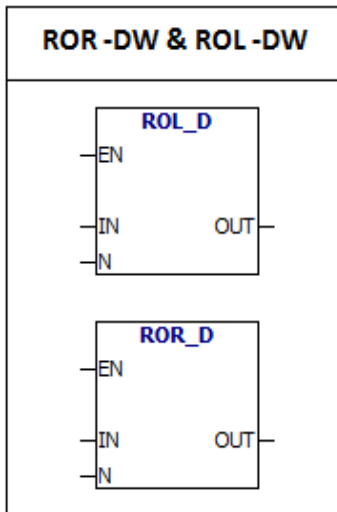 ROR -DW & ROL -DW
ROL_D
EN
IN OUT
N
ROR_D
EN
IN OUT
N